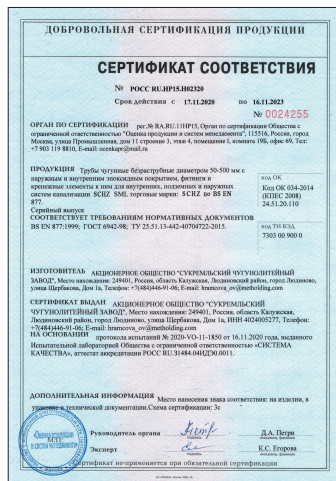 ДОБРОВОЛЬНАЯ СЕРТИФИКАЦИЯ ПРОДУКЦИИ
СЕРТИФИКАТ СООТВЕТСТВИЯ
№ РОСС RU.НР15.Н02320
Срок действия с 17.11.2020 по 16.11.2023
№ 0024255
ОРГАН ПО СЕРТИФИКАЦИИ рег.№ RA.RU.11НР15, Орган по сертификации Общества с
ограниченной ответственностью "Оценка продукции и систем менеджмента", 115516, Россия, город
Москва, улица Промышленная, дом 11 строение 3, этаж 4, помещение I, комната 19Б, офис 69, Тел:
+7 903 119 8810, E-mail: ocenkapr@mail.ru
ПРОДУКЦИЯ Трубы чугунные безраструбные диаметром 50-500 мм с
наружным и внутренним эпоксидным покрытием, фитинги и
крепежные элементы к ним для внутренних, подземных и наружных
систем канализации SCHZ SML торговые марки: SCHZ по BS EN
877.
Серийный выпуск
код ОК
Код ОК 034-2014
(КПЕС 2008)
24.51.20.110
СООТВЕТСТВУЕТ ТРЕБОВАНИЯМ НОРМАТИВНЫХ ДОКУМЕНТОВ
BS EN 877:1999; ГОСТ 6942-98; ТУ 25.51.13-442-40704722-2015.
код ТН ВЭД
7303 00 900 0
ИЗГОТОВИТЕЛЬ АКЦИОНЕРНОЕ ОБЩЕСТВО "СУКРЕМЛЬСКИЙ ЧУГУНОЛИТЕЙНЫЙ
ЗАВОД", Место нахождения: 249401, Россия, область Калужская, Людиновский район, город Людиново,
улица Щербакова, Дом 1а, Телефон: +7(484)446-91-06; E-mail: hramcova_ov@metholding.com
СЕРТИФИКАТ ВЫДАН АКЦИОНЕРНОЕ ОБЩЕСТВО "СУКРЕМЛЬСКИЙ
ЧУГУНОЛИТЕЙНЫЙ ЗАВОД", Место нахождения: 249401, Россия, область Калужская,
Людиновский район, город Людиново, улица Щербакова, Дом 1а, ИНН 4024005277, Телефон:
+7(484)446-91-06; E-mail: hramcova_ov@metholding.com
НА ОСНОВАНИИ
протокола испытаний № 2020-VO-11-1850 от 16.11.2020 года, выданного
Испытательной лабораторией Общества с ограниченной ответственностью «СИСТЕМА
КАЧЕСТВА», аттестат аккредитации РОСС RU.31484.04ИДЭ0.0011.
ДОПОЛНИТЕЛЬНАЯ ИНФОРМАЦИЯ Место нанесения знака соответствия: на изделии, в
упаковке и технической документации.Схема сертификации: 3с
Руководитель органа
Д.А. Петри
Эксперт
К.С. Егорова
Сертификат не применяется при обязательной сертификации